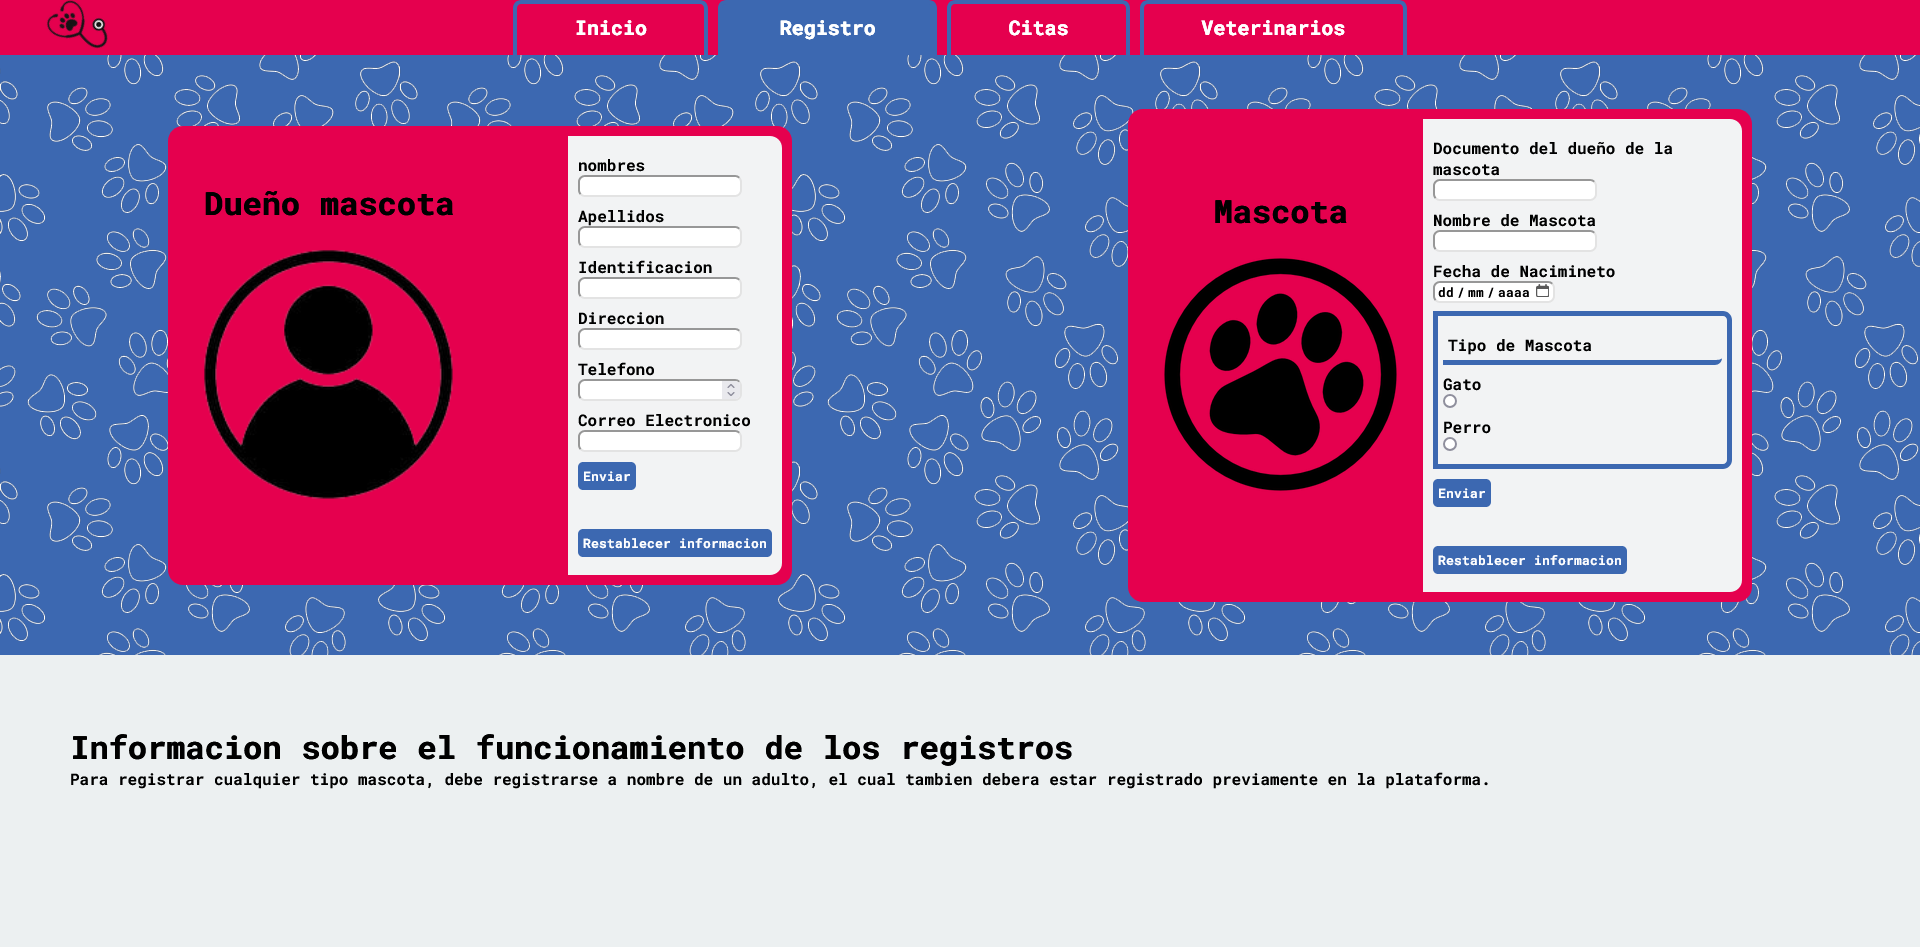 Inicio
Registro
Citas
Veterinarios
Dueño mascota
nombres
Apellidos
Identificacion
Direccion
Telefono
Correo Electronico
Enviar
Restablecer informacion
Mascota
Documento del dueño de la
mascota
Nombre de Mascota
Fecha de Nacimineto
dd / mm / aaaa
Tipo de Mascota
Gato
Perro
Enviar
Restablecer informacion
Informacion sobre el funcionamiento de los registros
Para registrar cualquier tipo mascota, debe registrarse a nombre de un adulto, el cual tambien debera estar registrado previamente en la plataforma.